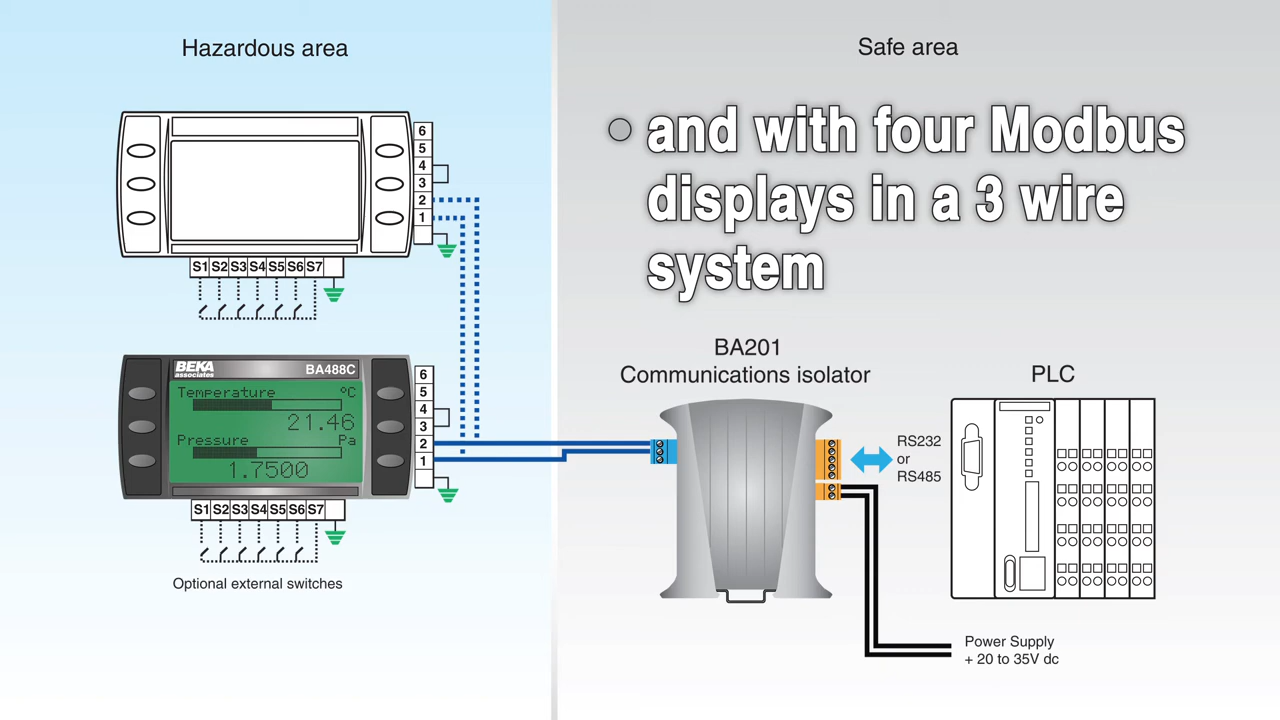 Hazardous area
Safe area
and with four Modbus
displays in a 3 wire
system
6
5
4
3
2
1
S1 S2 S3 S4 S5 S6 S7
BEKA
associates
BA488C
Temperature °C
21.46
Pressure Pa
1.7500
6
5
4
3
2
1
S1 S2 S3 S4 S5 S6 S7
Optional external switches
BA201
Communications isolator
PLC
RS232
or
RS485
Power Supply
+ 20 to 35V dc